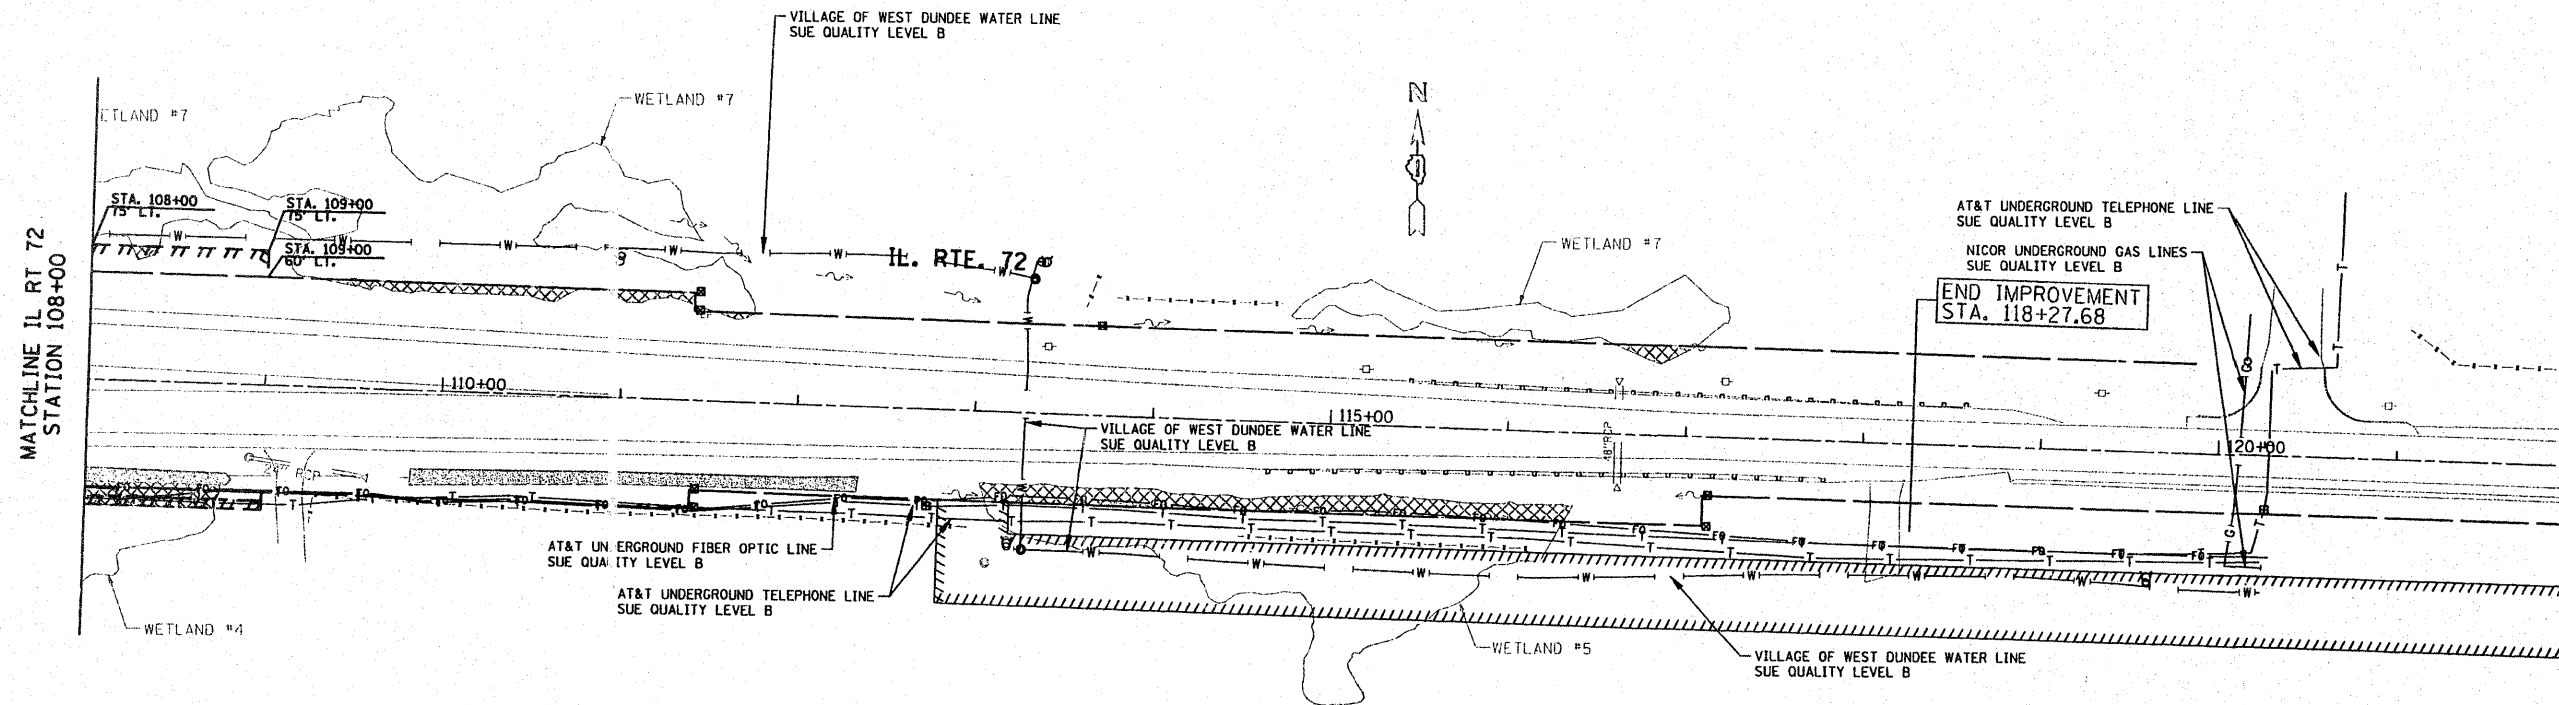 VILLAGE OF WEST DUNDEE WATER LINE
SUE QUALITY LEVEL B
ETLAND #7
WETLAND #7
N
STA. 108+00
75' LT.
STA. 109+00
75' LT.
STA. 109+00
60' LT.
MATCHLINE IL RT 72
STATION 108+00
IL. RTE. 72
WETLAND #7
AT&T UNDERGROUND TELEPHONE LINE
SUE QUALITY LEVEL B
NICOR UNDERGROUND GAS LINES
SUE QUALITY LEVEL B
END IMPROVEMENT
STA. 118+27.68
110+00
115+00
120+00
VILLAGE OF WEST DUNDEE WATER LINE
SUE QUALITY LEVEL B
18"RCP
AT&T UN ERGROUND FIBER OPTIC LINE
SUE QUALITY LEVEL B
AT&T UNDERGROUND TELEPHONE LINE
SUE QUALITY LEVEL B
WETLAND #4
WETLAND #5
VILLAGE OF WEST DUNDEE WATER LINE
SUE QUALITY LEVEL B